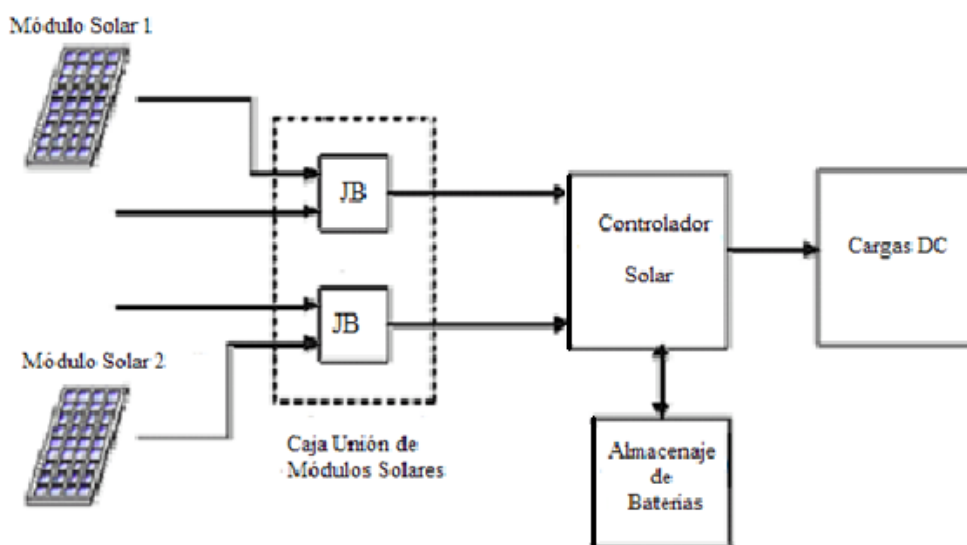 Módulo Solar 1
JB
Controlador
Solar
Cargas DC
JB
Módulo Solar 2
Caja Unión de
Módulos Solares
Almacenaje
de
Baterías